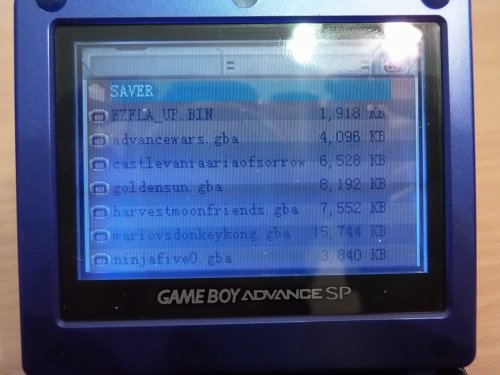 SAVER
EZFLA_UP.BIN 1,918 KB
advancewars.gba 4,096 KB
castlevaniaariaofsorrow 6,528 KB
goldensun.gba 8,192 KB
harvestmoonfriends.gba 7,552 KB
mariovsdonkeykong.gba 15,744 KB
ninjafive0.gba 3,840 KB
GAME BOY ADVANCE SP